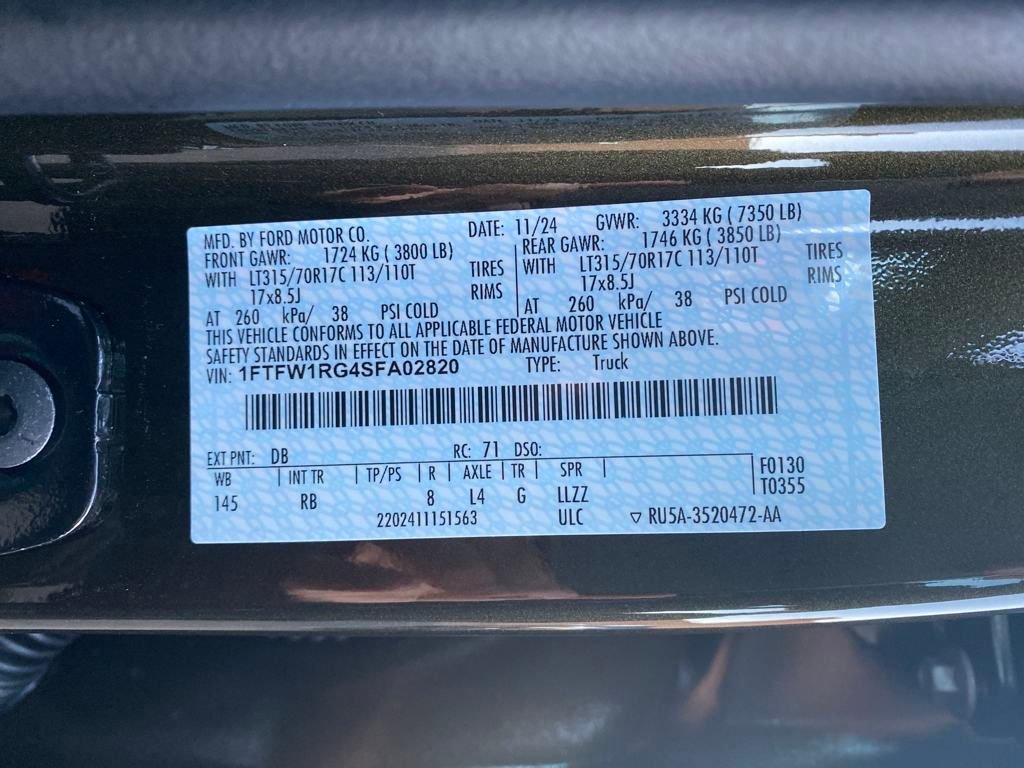 MFD. BY FORD MOTOR CO. DATE: 11/24 GVWR: 3334 KG ( 7350 LB)
FRONT GAWR: 1724 KG ( 3800 LB) REAR GAWR: 1746 KG ( 3850 LB)
WITH LT315/70R17C 113/110T TIRES WITH LT315/70R17C 113/110T TIRES
17x8.5J RIMS 17x8.5J RIMS
AT 260 kPa/ 38 PSI COLD AT 260 kPa/ 38 PSI COLD
THIS VEHICLE CONFORMS TO ALL APPLICABLE FEDERAL MOTOR VEHICLE
SAFETY STANDARDS IN EFFECT ON THE DATE OF MANUFACTURE SHOWN ABOVE.
VIN: 1FTFW1RG4SFA02820 TYPE: Truck
EXT PNT: DB RC: 71 DSO:
WB INT TR TP/PS R AXLE TR SPR F0130
145 RB 8 L4 G LLZZ T0355
2202411151563 ULC ▽ RU5A-3520472-AA